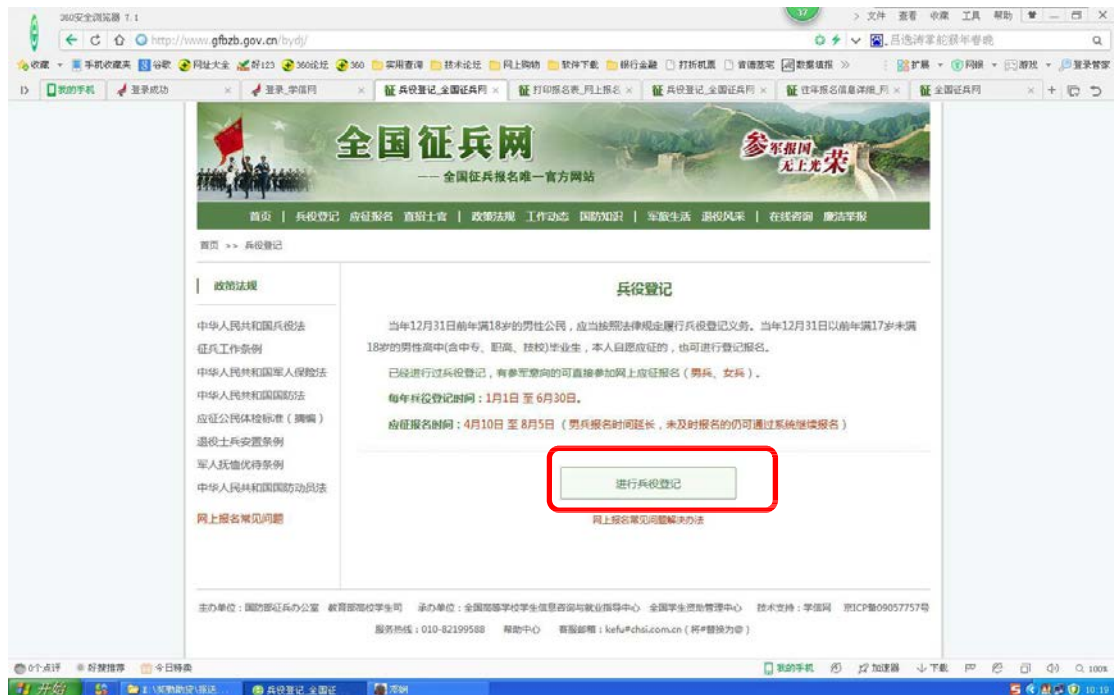 360安全浏览器 7.1
37
文件 查看 收藏 工具 帮助
http://www.gfbzb.gov.cn/bydj/
收藏 手机收藏夹 谷歌 网址大全 好123 360论坛 360 实用查询 技术论坛 网上购物 软件下载 银行金融 打折机票 数据填报 扩展 网银 游戏 登录管家
我的手机 登录成功 登录_学信网 兵役登记_全国征兵网 打印报名表_网上报名 兵役登记_全国征兵网 往年报名信息详细_网 全国征兵网
全国征兵网
—— 全国征兵报名唯一官方网站
参军报国 无上光荣
首页 | 兵役登记 应征报名 直招士官 | 政策法规 工作动态 国防知识 | 军旅生活 退役风采 | 在线咨询 廉洁举报
首页 >> 兵役登记
政策法规
中华人民共和国兵役法
征兵工作条例
中华人民共和国军人保险法
中华人民共和国国防法
应征公民体检标准（摘编）
退役士兵安置条例
军人抚恤优待条例
中华人民共和国国防动员法
网上报名常见问题
兵役登记
当年12月31日前年满18岁的男性公民，应当按照法律规定履行兵役登记义务。当年12月31日以前年满17岁未满
18岁的男性高中(含中专、职高、技校)毕业生，本人自愿应征的，也可进行登记报名。
已经进行过兵役登记，有参军意向的可直接参加网上应征报名（男兵、女兵）。
每年兵役登记时间：1月1日 至 6月30日。
应征报名时间：4月10日 至 8月5日 （男兵报名时间延长，未及时报名的仍可通过系统继续报名）
进行兵役登记
网上报名常见问题解决办法
主办单位：国防部征兵办公室 教育部高校学生司 承办单位：全国高等学校学生信息咨询与就业指导中心 全国学生资助管理中心 技术支持：学信网 京ICP备09057757号
服务热线：010-82199588 帮助中心 客服邮箱：kefu#chsi.com.cn ( 将#替换为@ )
0个点评 好搜推荐 今日特卖 我的手机 加速器 下载 100%
开始 兵役登记_全国征... 10:19